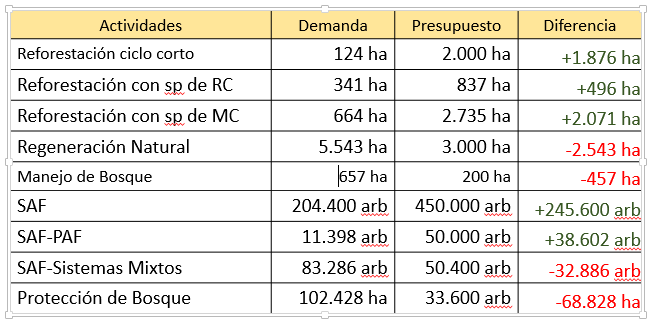 Actividades Demanda Presupuesto Diferencia
Reforestación ciclo corto 124 ha 2.000 ha +1.876 ha
Reforestación con sp de RC 341 ha 837 ha +496 ha
Reforestación con sp de MC 664 ha 2.735 ha +2.071 ha
Regeneración Natural 5.543 ha 3.000 ha -2.543 ha
Manejo de Bosque 657 ha 200 ha -457 ha
SAF 204.400 arb 450.000 arb +245.600 arb
SAF-PAF 11.398 arb 50.000 arb +38.602 arb
SAF-Sistemas Mixtos 83.286 arb 50.400 arb -32.886 arb
Protección de Bosque 102.428 ha 33.600 arb -68.828 ha